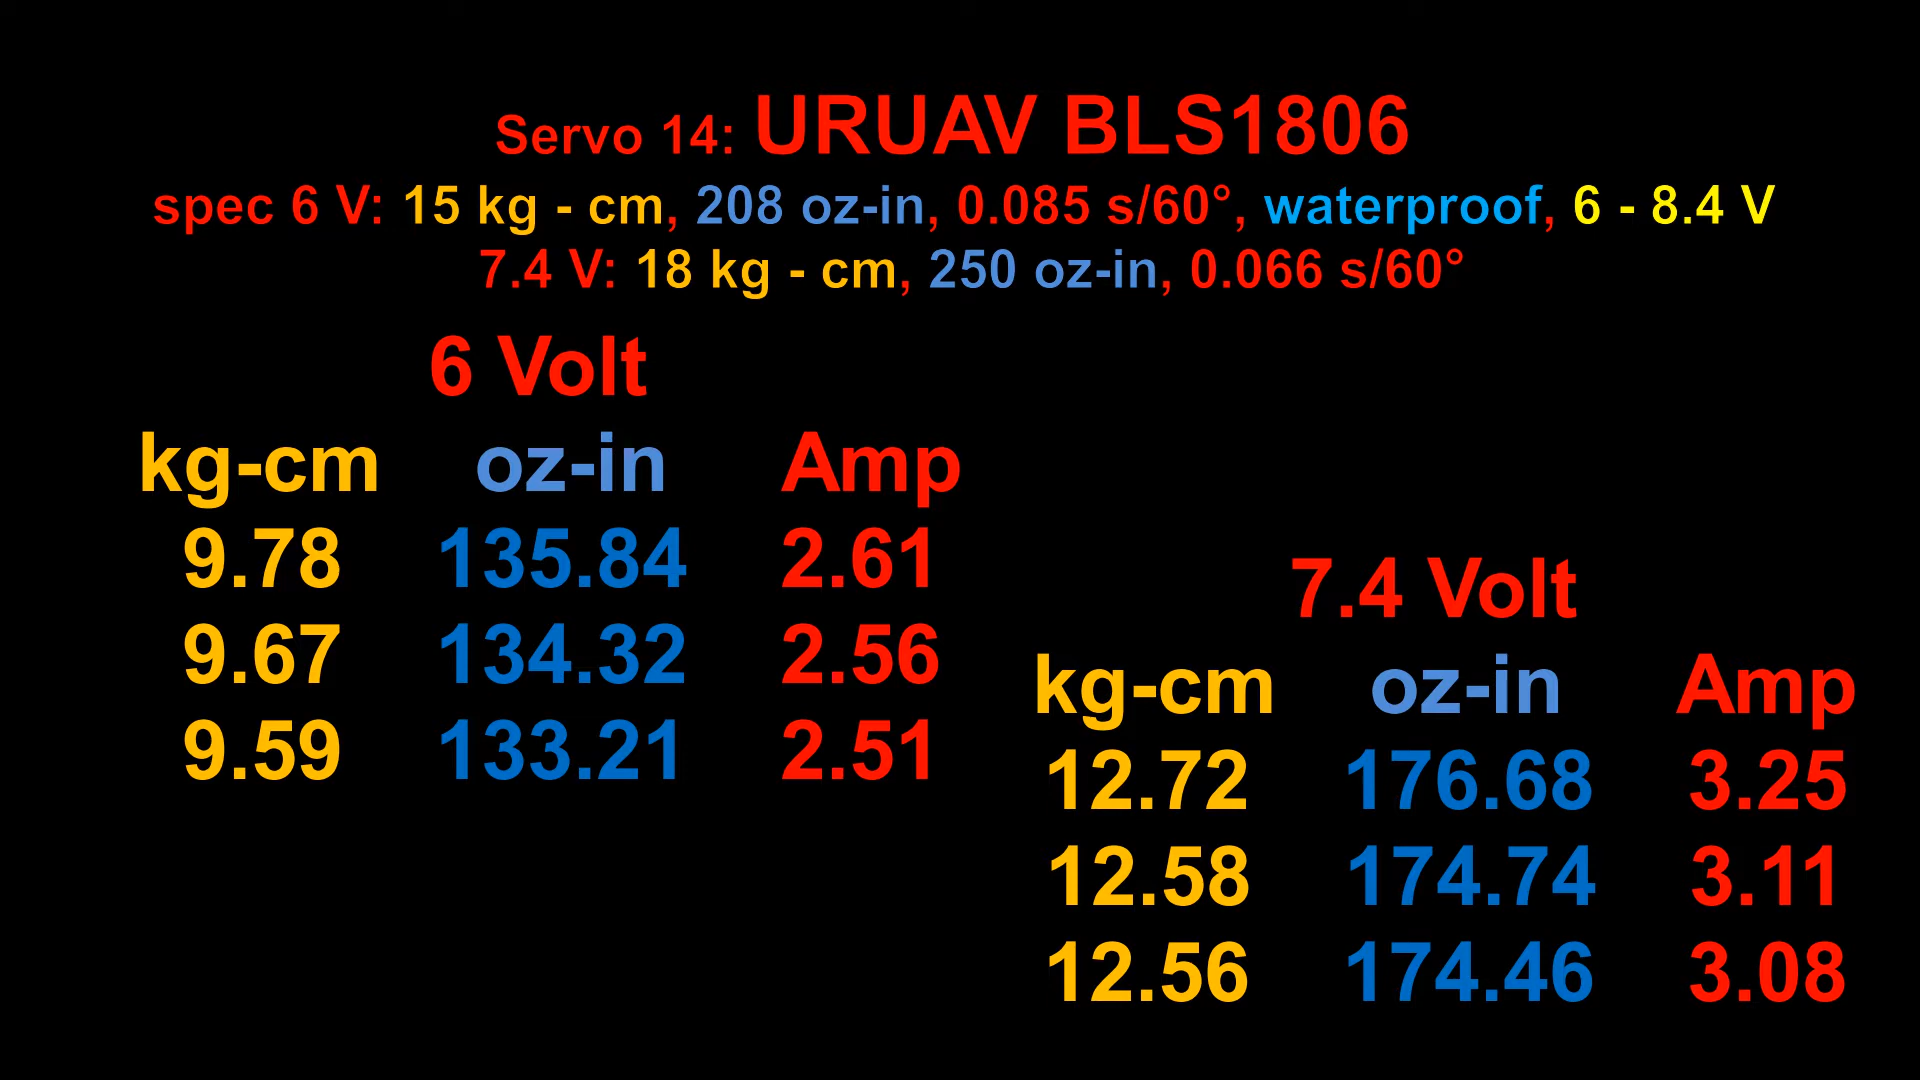 Servo 14: URUAV BLS1806
spec 6 V: 15 kg - cm, 208 oz-in, 0.085 s/60°, waterproof, 6 - 8.4 V
7.4 V: 18 kg - cm, 250 oz-in, 0.066 s/60°
6 Volt
kg-cm oz-in Amp
9.78 135.84 2.61
9.67 134.32 2.56
9.59 133.21 2.51
7.4 Volt
kg-cm oz-in Amp
12.72 176.68 3.25
12.58 174.74 3.11
12.56 174.46 3.08